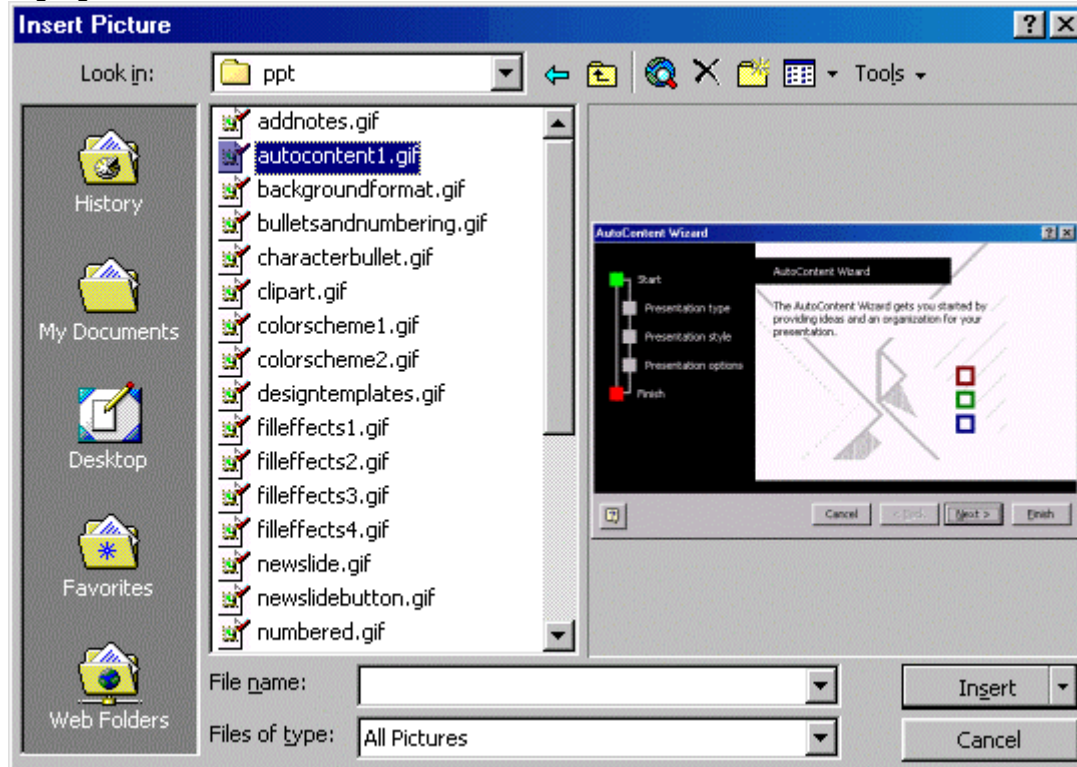 Insert Picture
Look in:
ppt
Tools
History
My Documents
Desktop
Favorites
Web Folders
addnotes.gif
autocontent1.gif
backgroundformat.gif
bulletsandnumbering.gif
characterbullet.gif
clipart.gif
colorscheme1.gif
colorscheme2.gif
designtemplates.gif
filleffects1.gif
filleffects2.gif
filleffects3.gif
filleffects4.gif
newslide.gif
newslidebutton.gif
numbered.gif
AutoContent Wizard
Start
Presentation type
Presentation style
Presentation options
Finish
AutoContent Wizard
The AutoContent Wizard gets you started by
providing ideas and an organization for your
presentation.
Cancel
Next >
Finish
File name:
Files of type:
All Pictures
Insert
Cancel